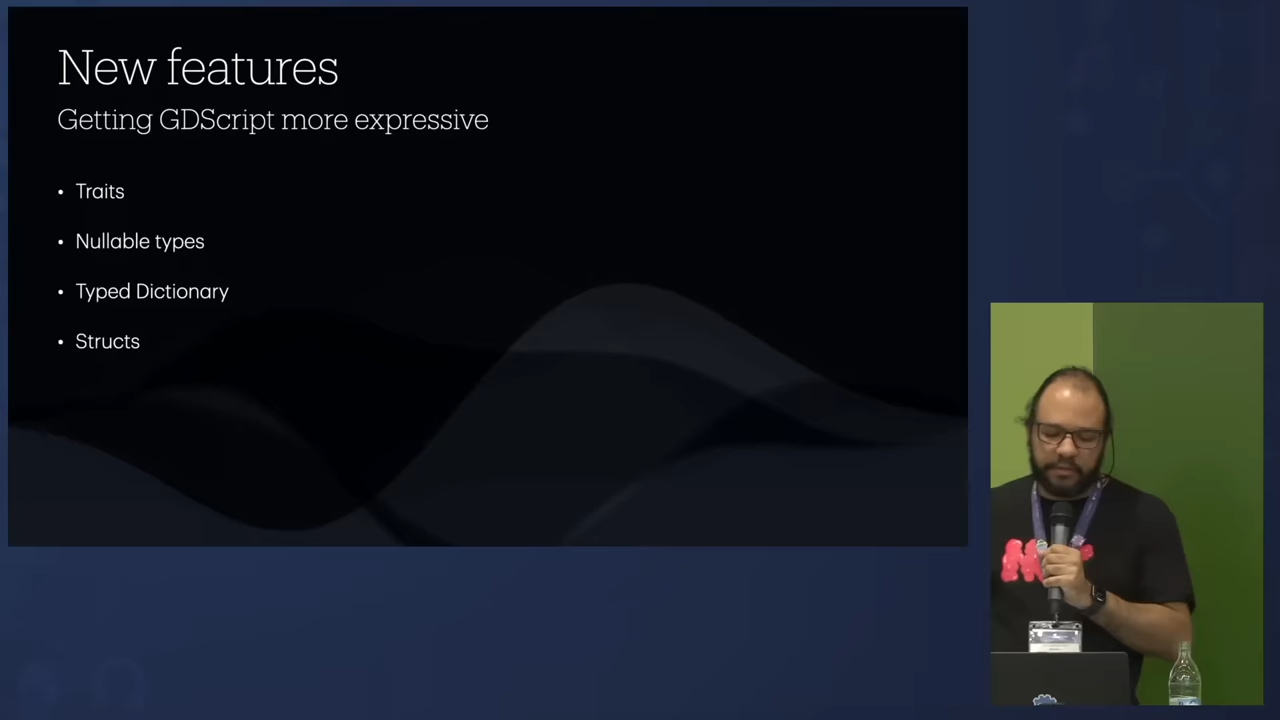 New features
Getting GDScript more expressive
• Traits
• Nullable types
• Typed Dictionary
• Structs